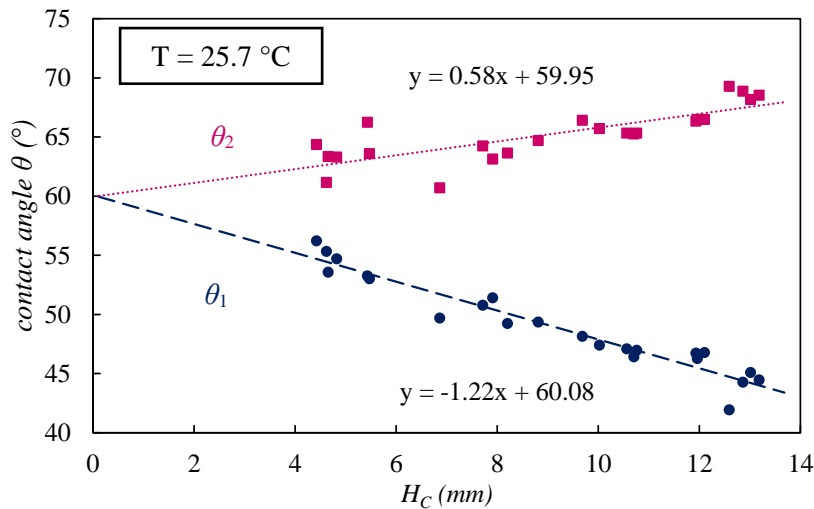 75
70
65
60
55
50
45
40
contact angle θ (°)
T = 25.7 °C
y = 0.58x + 59.95
θ2
θ1
y = -1.22x + 60.08
0 2 4 6 8 10 12 14
H_C (mm)